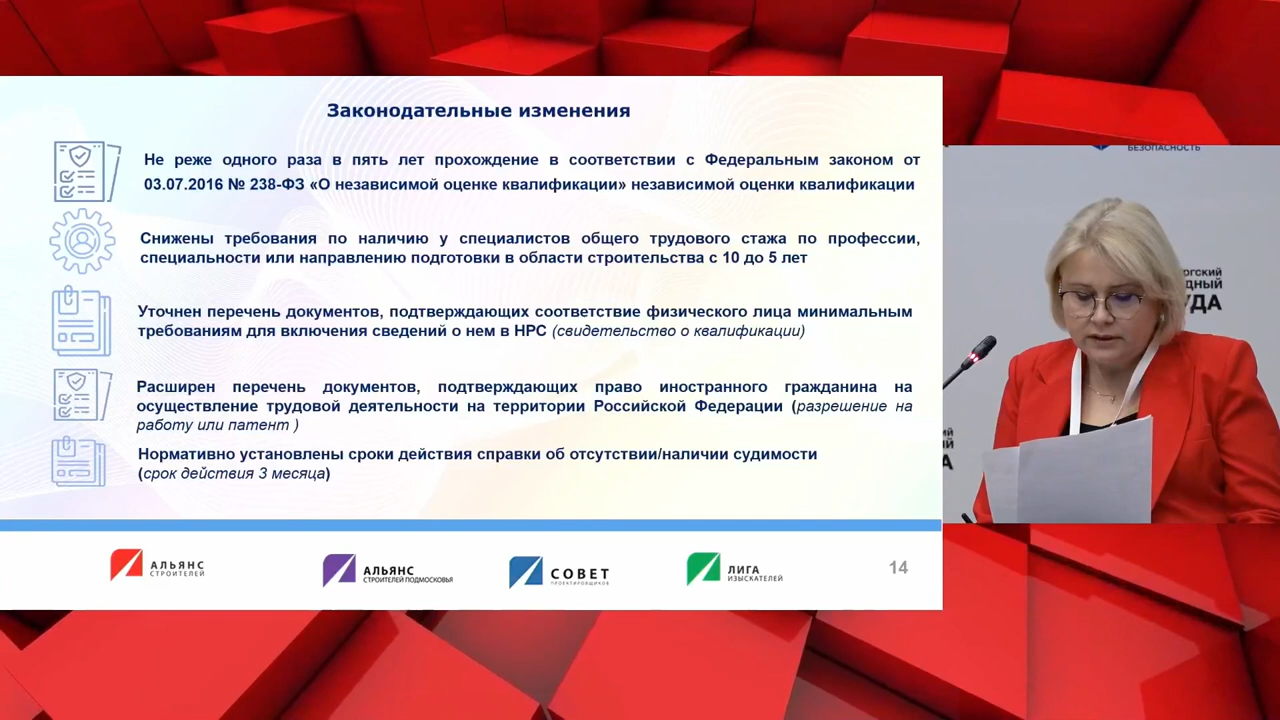 Законодательные изменения
Не реже одного раза в пять лет прохождение в соответствии с Федеральным законом от
03.07.2016 № 238-ФЗ «О независимой оценке квалификации» независимой оценки квалификации
Снижены требования по наличию у специалистов общего трудового стажа по профессии,
специальности или направлению подготовки в области строительства с 10 до 5 лет
Уточнен перечень документов, подтверждающих соответствие физического лица минимальным
требованиям для включения сведений о нем в НРС (свидетельство о квалификации)
Расширен перечень документов, подтверждающих право иностранного гражданина на
осуществление трудовой деятельности на территории Российской Федерации (разрешение на
работу или патент )
Нормативно установлены сроки действия справки об отсутствии/наличии судимости
(срок действия 3 месяца)
АЛЬЯНС
СТРОИТЕЛЕЙ
АЛЬЯНС
СТРОИТЕЛЕЙ ПОДМОСКОВЬЯ
СОВЕТ
ПРОЕКТИРОВЩИКОВ
ЛИГА
ИЗЫСКАТЕЛЕЙ
14
БЕЗОПАСНОСТЬ
ргский
дный
УДА